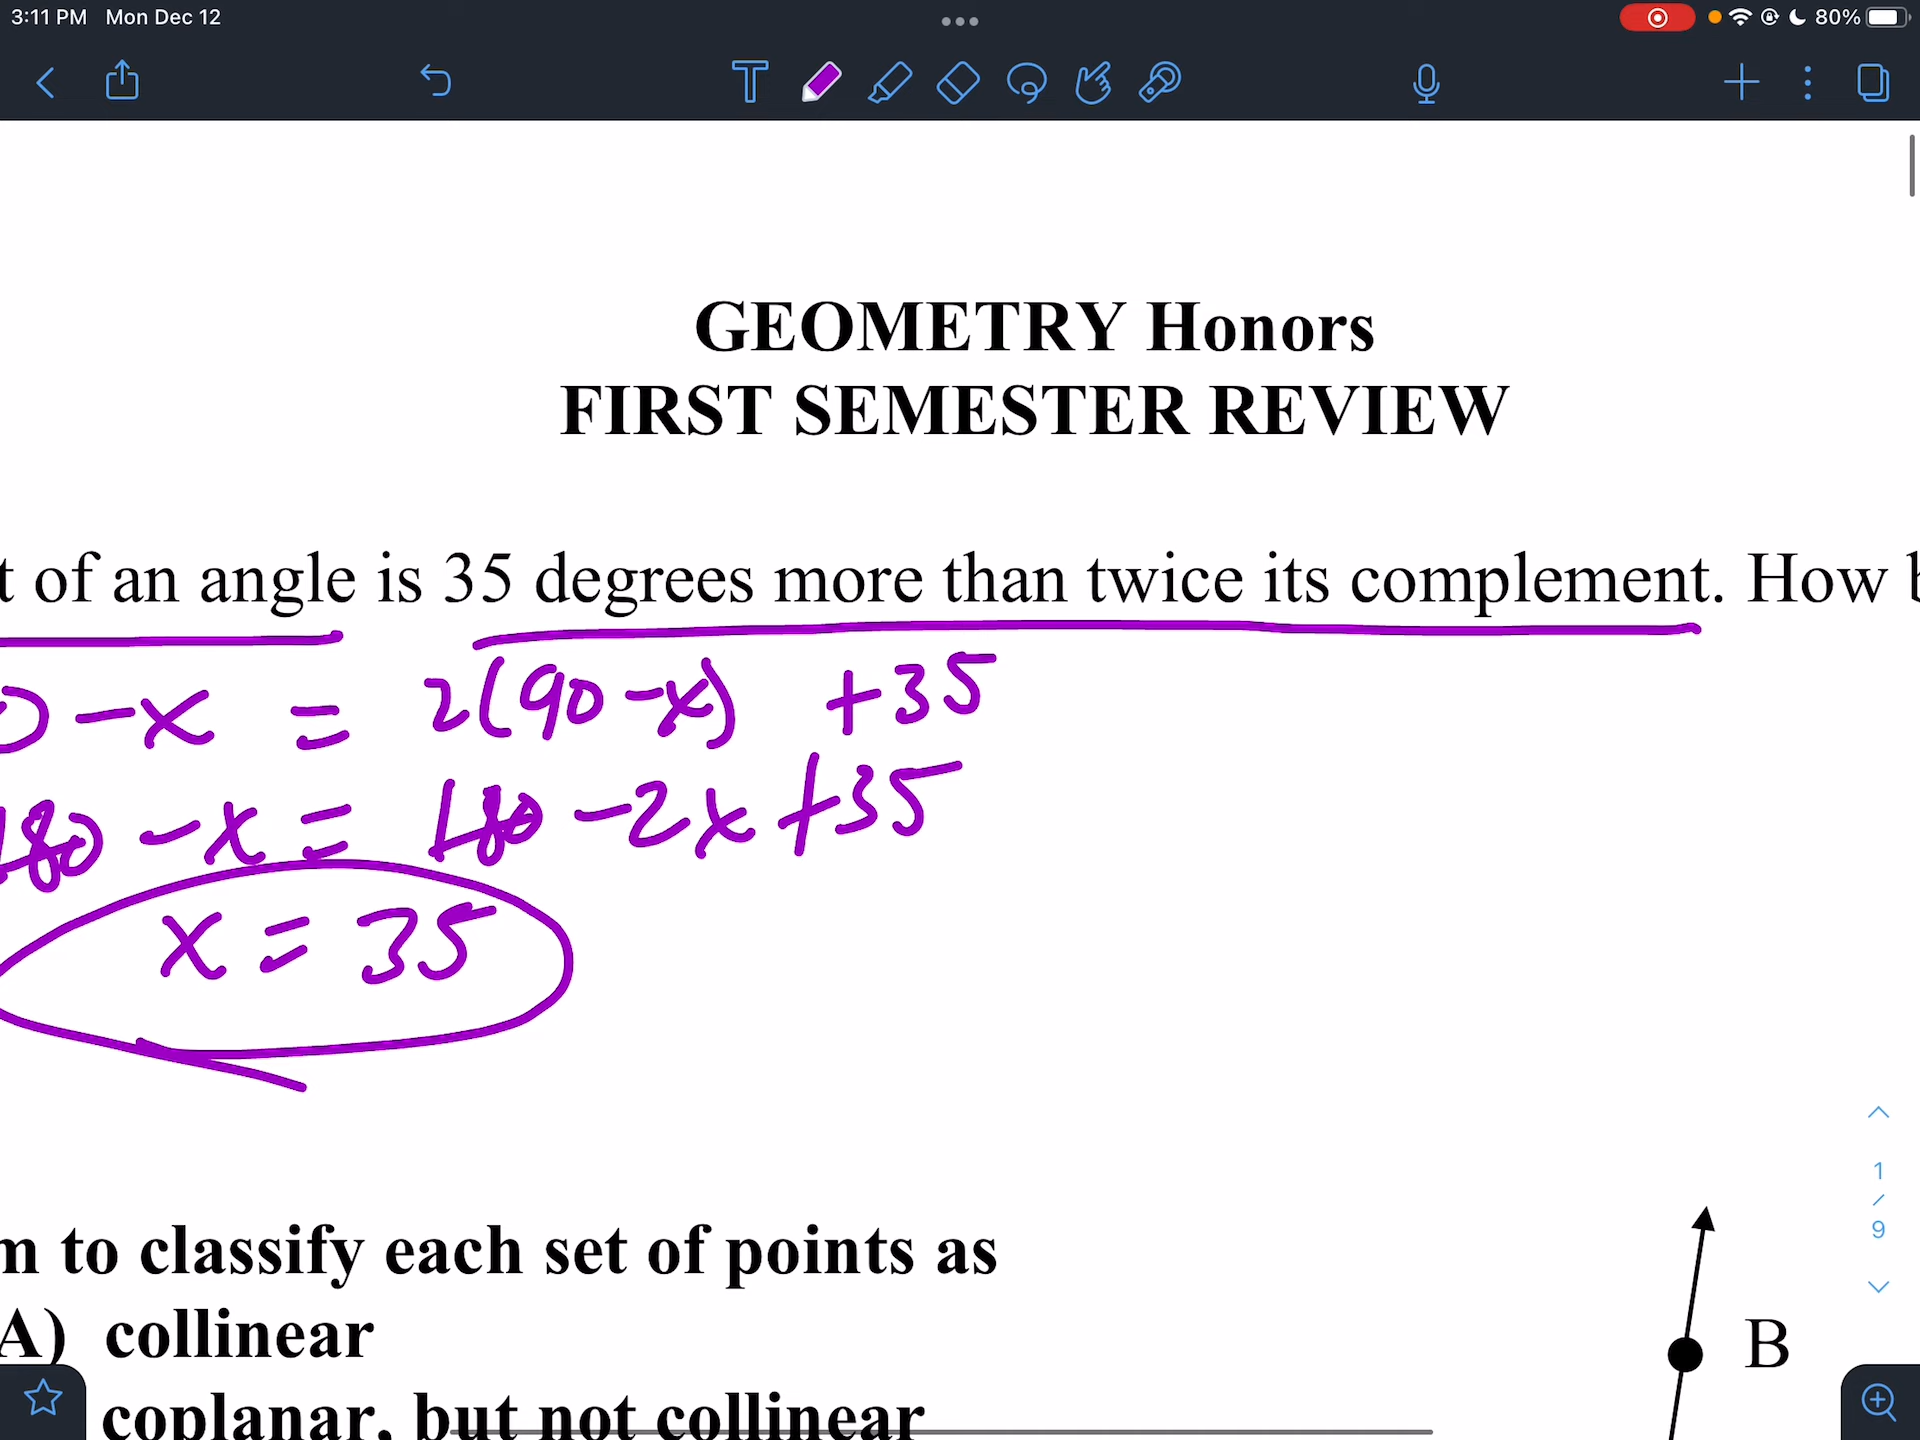 3:11 PM Mon Dec 12
80%
GEOMETRY Honors
FIRST SEMESTER REVIEW
t of an angle is 35 degrees more than twice its complement. How
0 - x = 2(90 - x) + 35
180 - x = 180 - 2x + 35
x = 35
1
/
9
m to classify each set of points as
A) collinear
B
coplanar, but not collinear